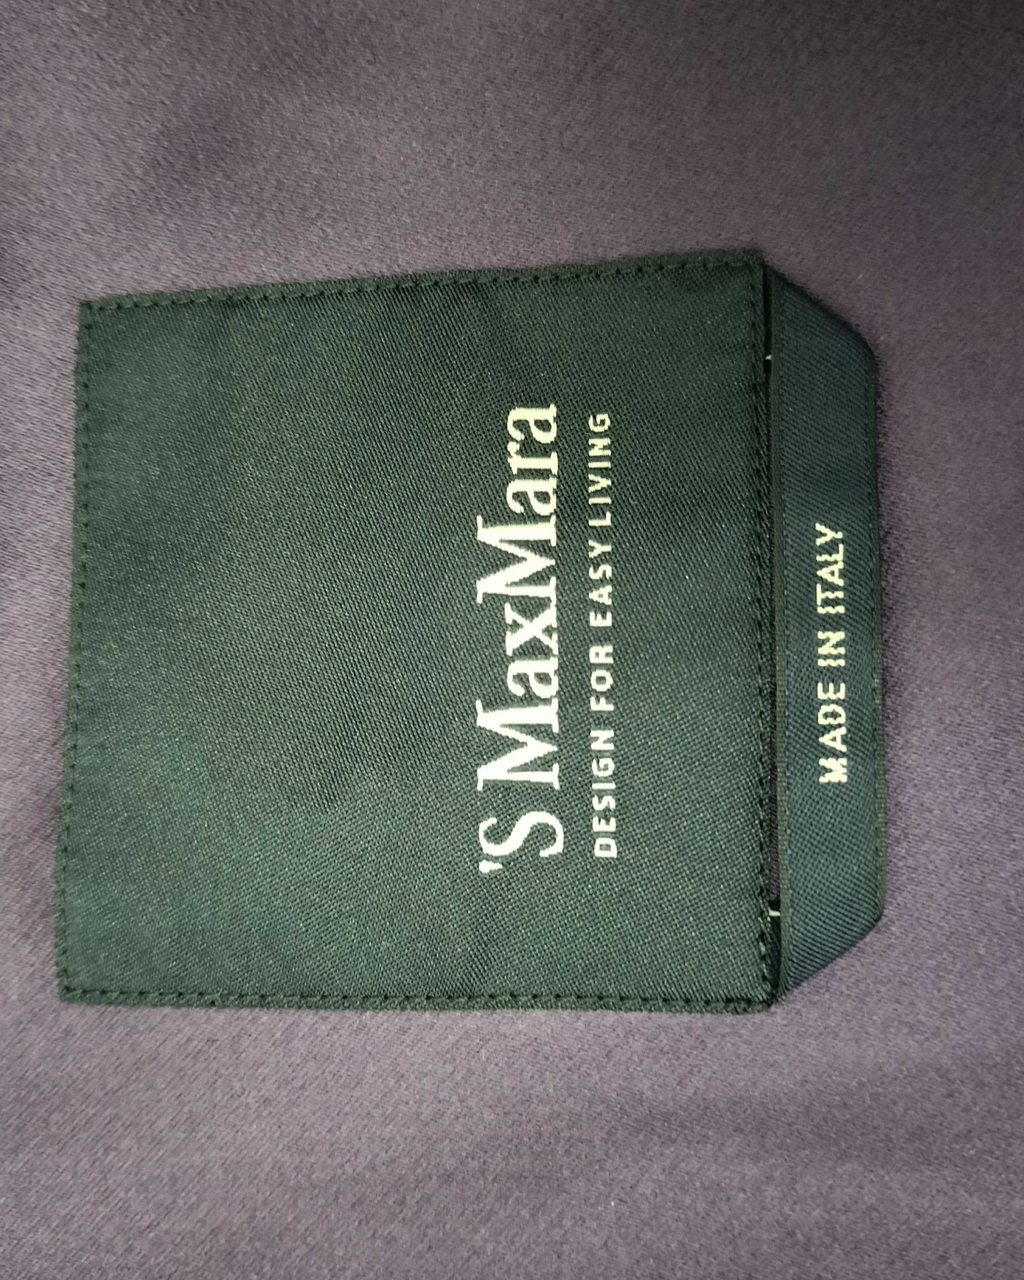 'S MaxMara
DESIGN FOR EASY LIVING
MADE IN ITALY